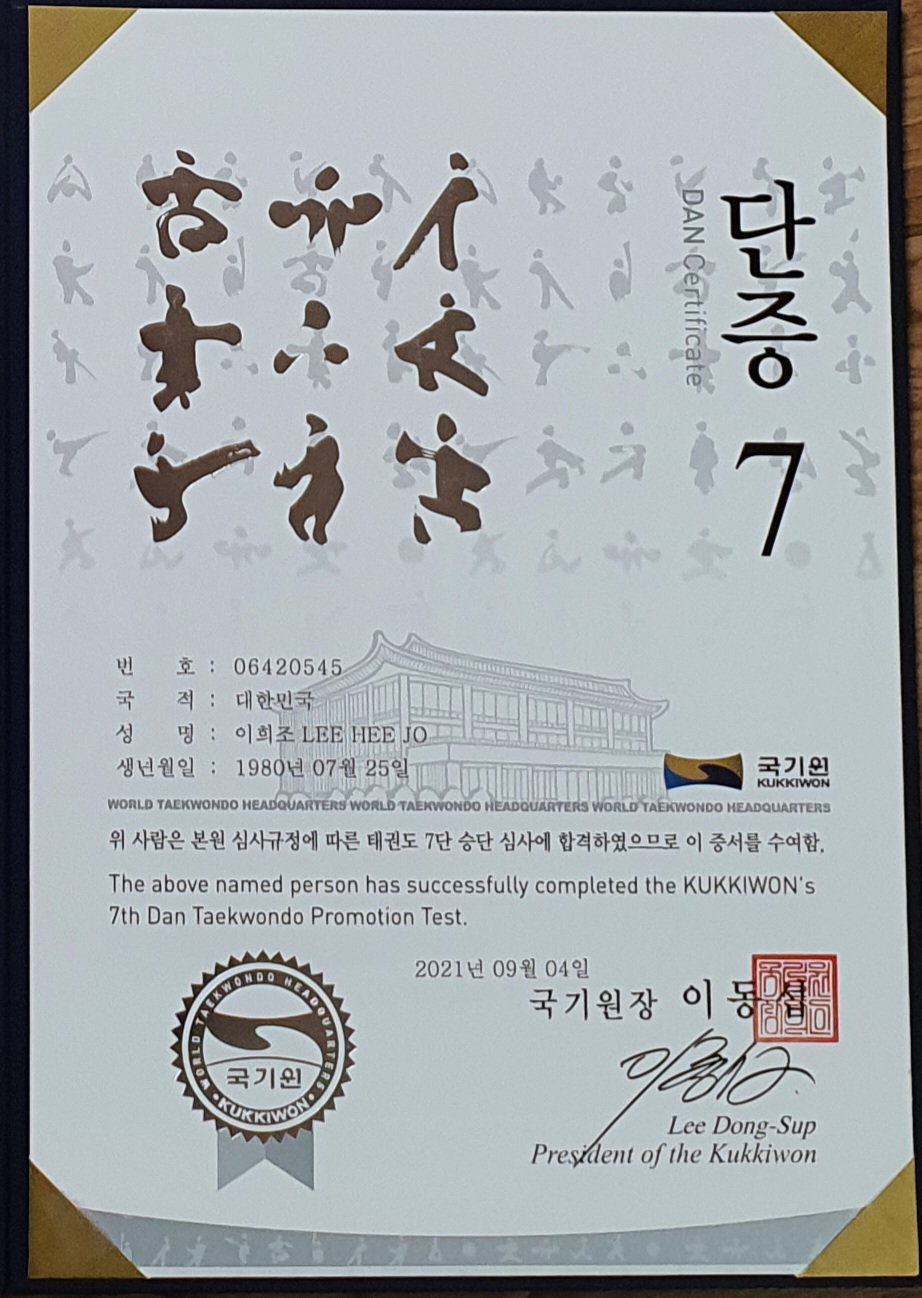 단증 7
DAN Certificate
번 호 : 06420545
국 적 : 대한민국
성 명 : 이희조 LEE HEE JO
생년월일 : 1980년 07월 25일
국기원
KUKKIWON
WORLD TAEKWONDO HEADQUARTERS WORLD TAEKWONDO HEADQUARTERS WORLD TAEKWONDO HEADQUARTERS
위 사람은 본원 심사규정에 따른 태권도 7단 승단 심사에 합격하였으므로 이 증서를 수여함.
The above named person has successfully completed the KUKKIWON's
7th Dan Taekwondo Promotion Test.
2021년 09월 04일
국기원장 이동섭
Lee Dong-Sup
President of the Kukkiwon
WORLD TAEKWONDO HEADQUARTERS
국기원
•KUKKIWON•